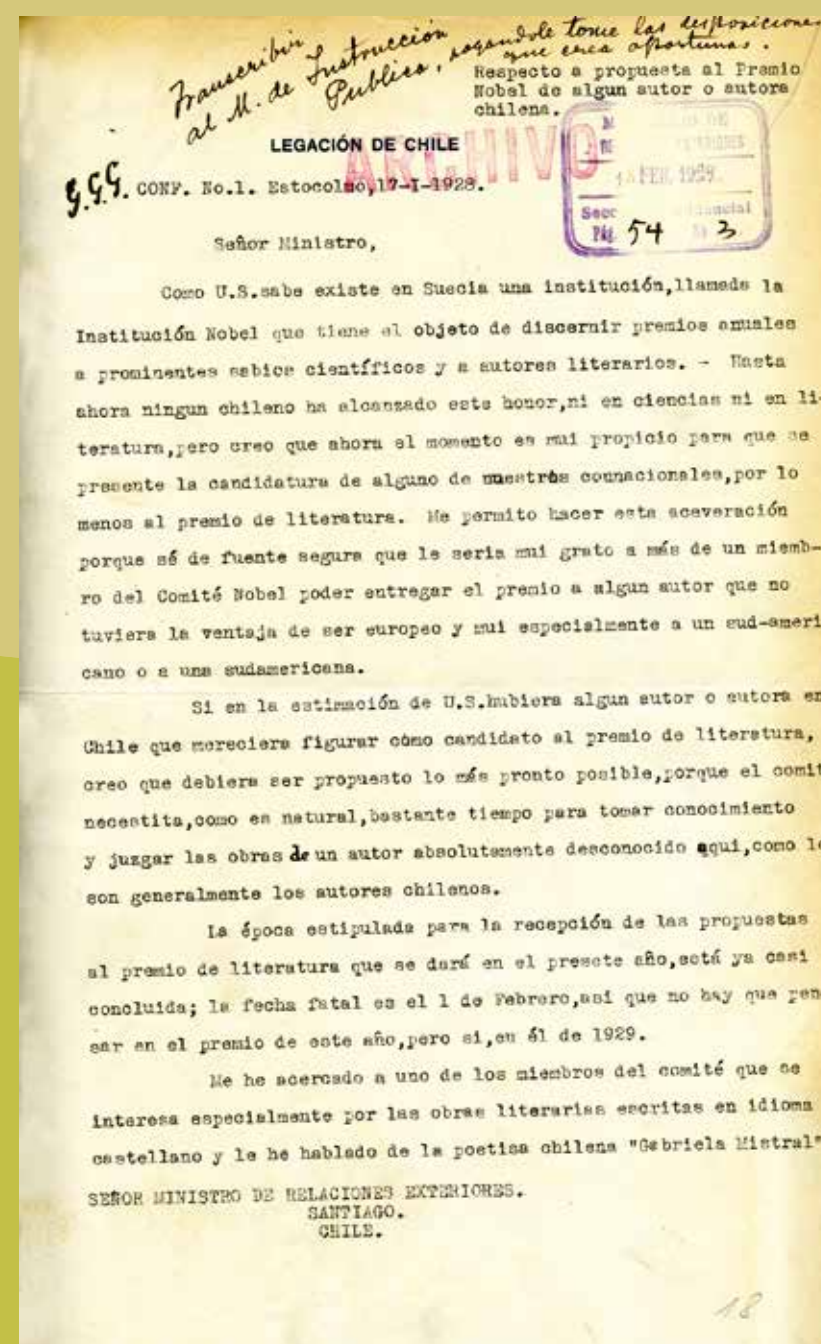 Transcribir
al M. de Instrucción
Publica, rogandole tome las disposiciones
que crea oportunas.
Respecto a propuesta al Premio
Nobel de algun autor o autora
chilena.
LEGACIÓN DE CHILE
ARCHIVO
FEB. 1929.
Pág. 54 3
G.G.G. CONF. No.1. Estocolmo,17-I-1928.
Señor Ministro,
Como U.S.sabe existe en Suecia una institución,llamada la
Institución Nobel que tiene el objeto de discernir premios anuales
a prominentes sabios científicos y a autores literarios. - Hasta
ahora ningun chileno ha alcanzado este honor,ni en ciencias ni en li-
teratura,pero creo que ahora el momento es mui propicio para que se
presente la candidatura de alguno de nuestros connacionales,por lo
menos al premio de literatura. Me permito hacer esta aceveración
porque sé de fuente segura que le seria mui grato a más de un miemb-
ro del Comité Nobel poder entregar el premio a algun autor que no
tuviera la ventaja de ser europeo y mui especialmente a un sud-ameri
cano o a una sudamericana.
Si en la estimación de U.S.hubiera algun autor o autora en
Chile que mereciera figurar cómo candidato al premio de literatura,
creo que debiera ser propuesto lo más pronto posible,porque el comit
necestita,como es natural,bastante tiempo para tomar conocimiento
y juzgar las obras de un autor absolutamente desconocido aqui,como lo
son generalmente los autores chilenos.
La época estipulada para la recepción de las propuestas
al premio de literatura que se dará en el presete año,está ya casi
concluida; la fecha fatal es el 1 de Febrero,asi que no hay que pen
sar en el premio de este año,pero si,en él de 1929.
Me he acercado a uno de los miembros del comité que se
interesa especialmente por las obras literarias escritas en idioma
castellano y le he hablado de la poetisa chilena "Gabriela Mistral"
SEÑOR MINISTRO DE RELACIONES EXTERIORES.
SANTIAGO.
CHILE.
18